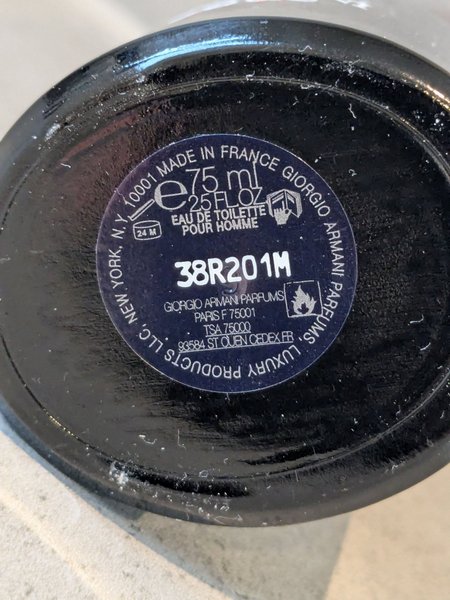 MADE IN FRANCE GIORGIO ARMANI PARFUMS, LUXURY PRODUCTS LLC, NEW YORK, N.Y. 10001
e 75 ml
2.5 FL.OZ
EAU DE TOILETTE
POUR HOMME
24 M
38R201M
GIORGIO ARMANI PARFUMS
PARIS F 75001
TSA 75000
93584 ST OUEN CEDEX FR